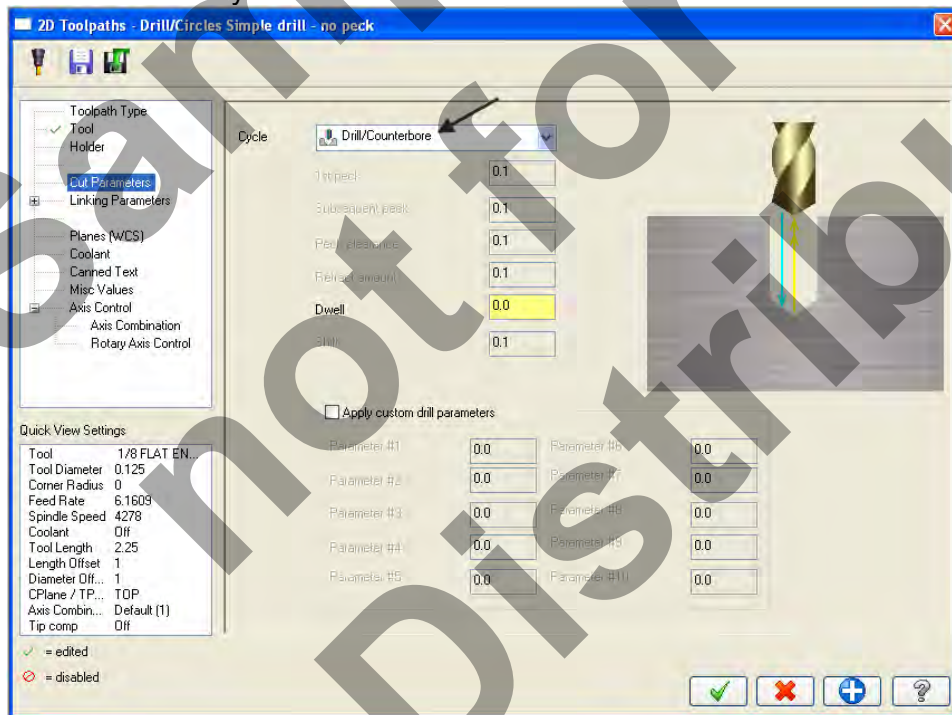 2D Toolpaths - Drill/Circles Simple drill - no peck
Toolpath Type
Tool
Holder
Cut Parameters
Linking Parameters
Planes (WCS)
Coolant
Canned Text
Misc Values
Axis Control
Axis Combination
Rotary Axis Control
Cycle Drill/Counterbore
1st peck 0.1
Subsequent peck 0.1
Peck clearance 0.1
Retract amount 0.1
Dwell 0.0
Shift 0.1
Apply custom drill parameters
Parameter #1 0.0 Parameter #6 0.0
Parameter #2 0.0 Parameter #7 0.0
Parameter #3 0.0 Parameter #8 0.0
Parameter #4 0.0 Parameter #9 0.0
Parameter #5 0.0 Parameter #10 0.0
Quick View Settings
Tool 1/8 FLAT EN...
Tool Diameter 0.125
Corner Radius 0
Feed Rate 6.1609
Spindle Speed 4278
Coolant Off
Tool Length 2.25
Length Offset 1
Diameter Off... 1
CPlane / TP... TOP
Axis Combin... Default (1)
Tip comp Off
= edited
= disabled
not for